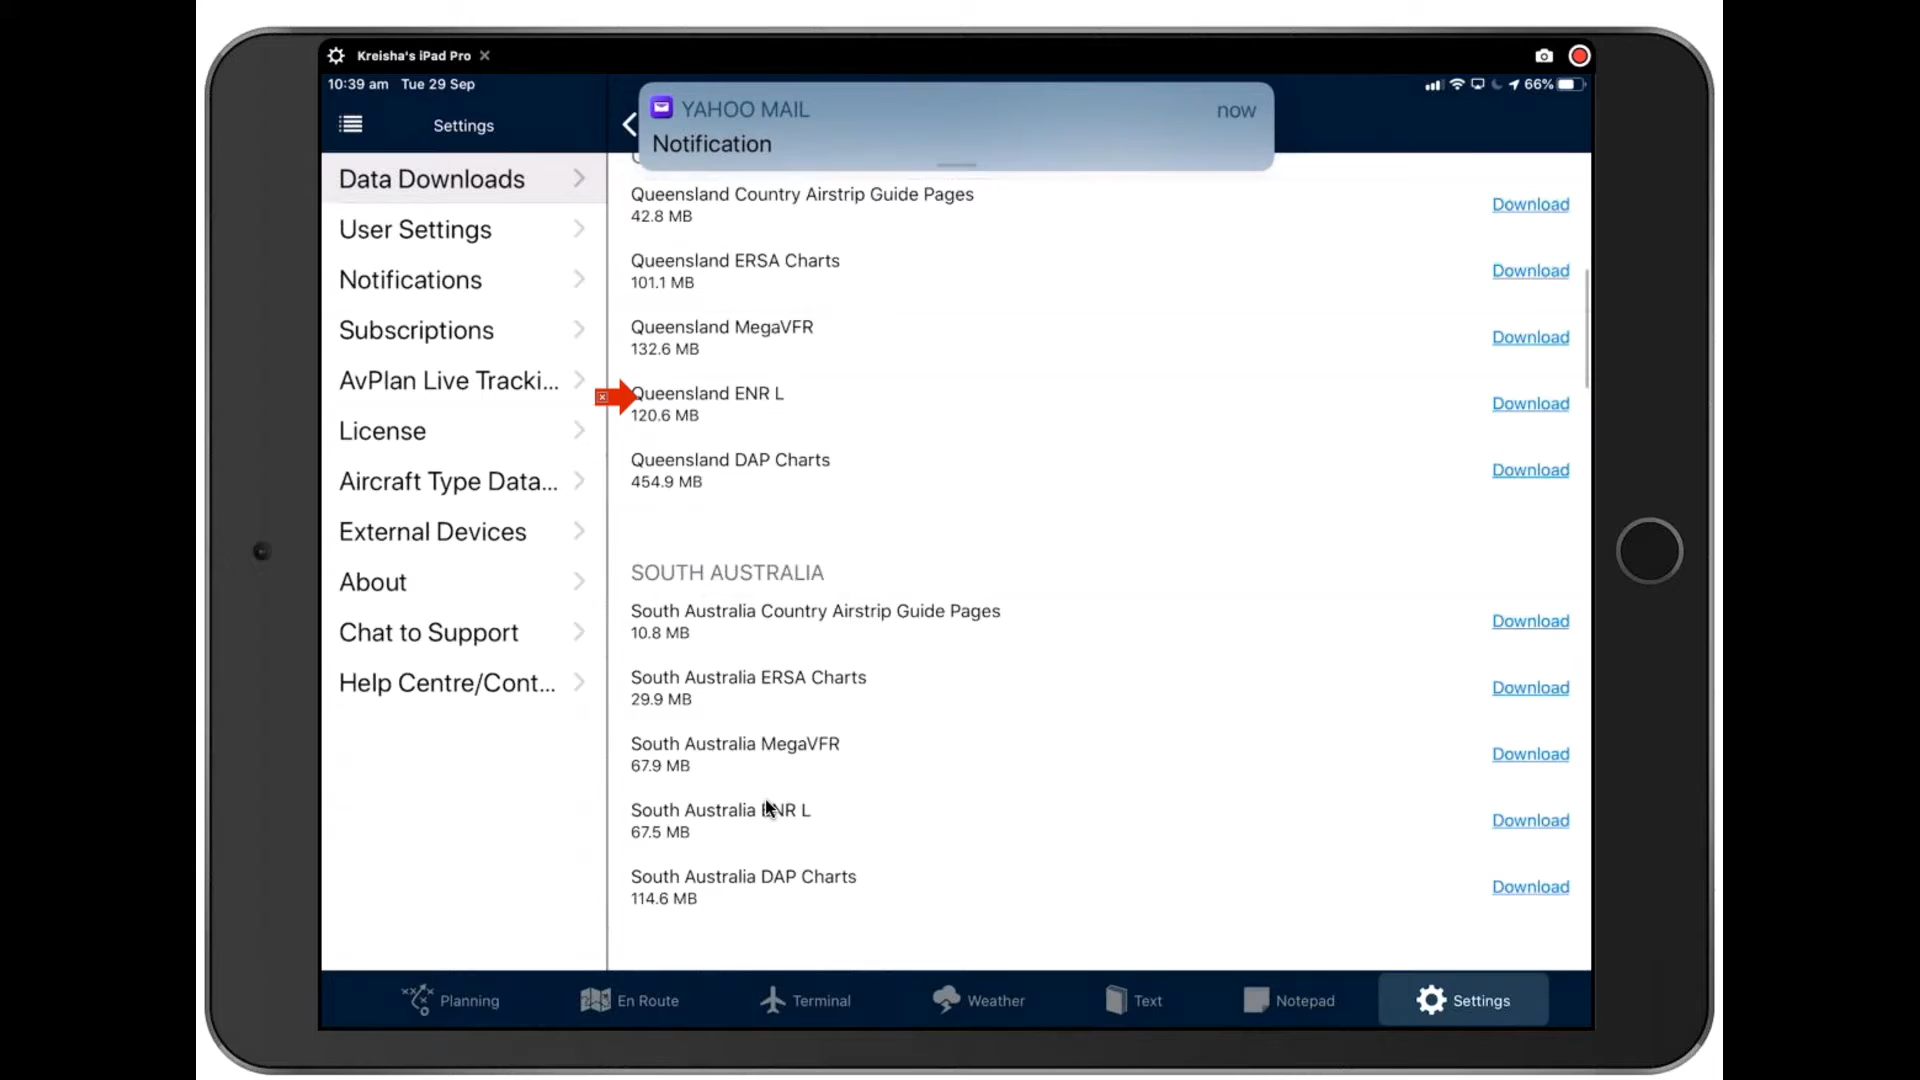 Kreisha's iPad Pro
10:39 am Tue 29 Sep
66%
Settings
YAHOO MAIL
now
Notification
Data Downloads
User Settings
Notifications
Subscriptions
AvPlan Live Tracki...
License
Aircraft Type Data...
External Devices
About
Chat to Support
Help Centre/Cont...
Queensland Country Airstrip Guide Pages
42.8 MB
Download
Queensland ERSA Charts
101.1 MB
Download
Queensland MegaVFR
132.6 MB
Download
Queensland ENR L
120.6 MB
Download
Queensland DAP Charts
454.9 MB
Download
SOUTH AUSTRALIA
South Australia Country Airstrip Guide Pages
10.8 MB
Download
South Australia ERSA Charts
29.9 MB
Download
South Australia MegaVFR
67.9 MB
Download
South Australia ENR L
67.5 MB
Download
South Australia DAP Charts
114.6 MB
Download
Planning
En Route
Terminal
Weather
Text
Notepad
Settings